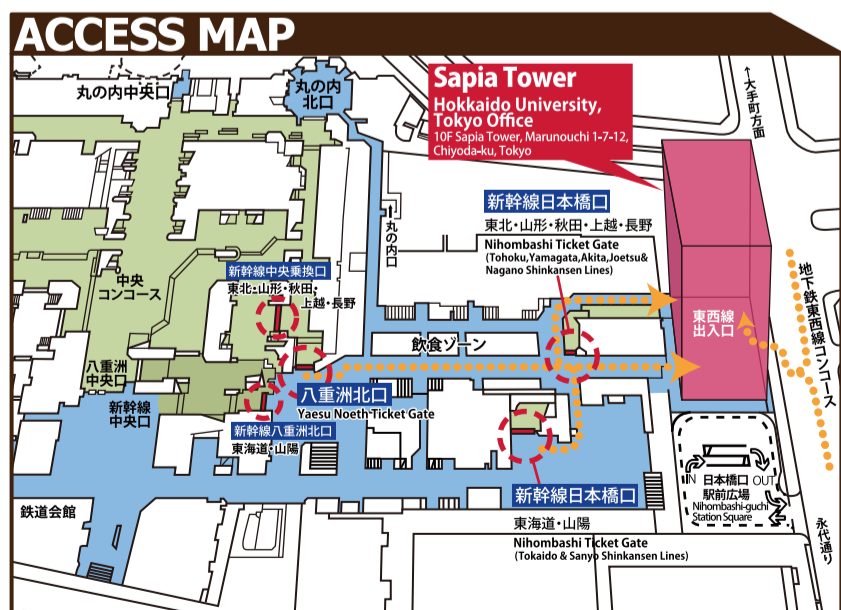 ACCESS MAP
丸の内中央口
丸の内
北口
Sapia Tower
Hokkaido University,
Tokyo Office
10F Sapia Tower, Marunouchi 1-7-12,
Chiyoda-ku, Tokyo
←大手町方面
新幹線日本橋口
東北・山形・秋田・上越・長野
Nihombashi Ticket Gate
(Tohoku,Yamagata,Akita,Joetsu&
Nagano Shinkansen Lines)
丸の内口
新幹線中央乗換口
東北・山形・秋田・
上越・長野
中央
コンコース
地下鉄東西線コンコース
東西線
出入口
飲食ゾーン
八重洲
中央口
八重洲北口
Yaesu Noeth Ticket Gate
新幹線
中央口
新幹線八重洲北口
東海道・山陽
新幹線日本橋口
東海道・山陽
Nihombashi Ticket Gate
(Tokaido & Sanyo Shinkansen Lines)
IN
日本橋口
OUT
駅前広場
Nihombashi-guchi
Station Square
鉄道会館
永代通り